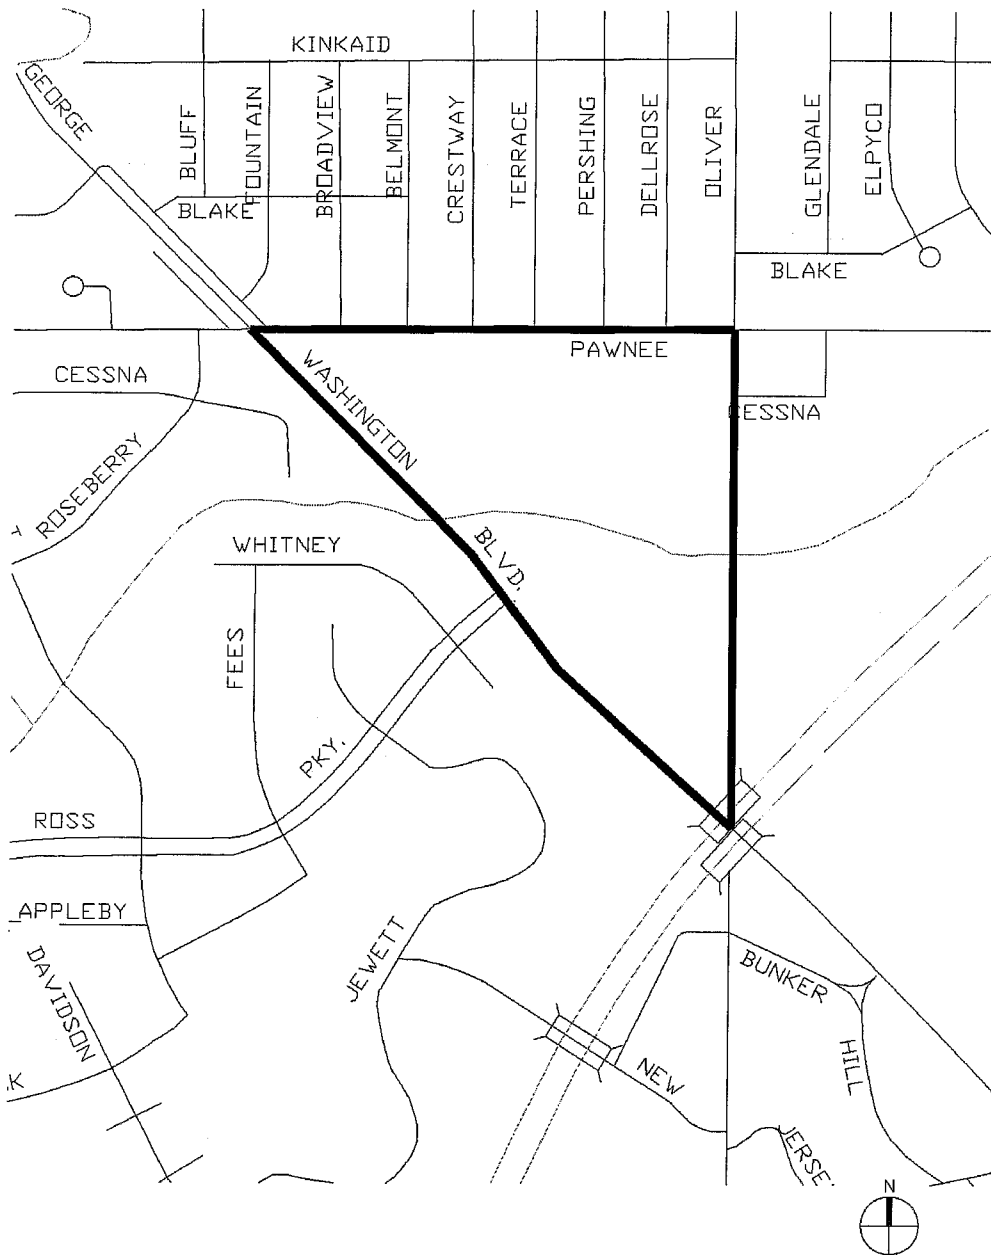 KINKAID
GEORGE
BLUFF
FOUNTAIN
BROADVIEW
BELMONT
CRESTWAY
TERRACE
PERSHING
DELLROSE
OLIVER
GLENDALE
ELPYCO
BLAKE
BLAKE
PAWNEE
CESSNA
WASHINGTON
CESSNA
ROSEBERRY
BLVD.
WHITNEY
FEES
PKY.
ROSS
APPLEBY
DAVIDSON
JEWETT
BUNKER
HILL
NEW
JERSE
K
N